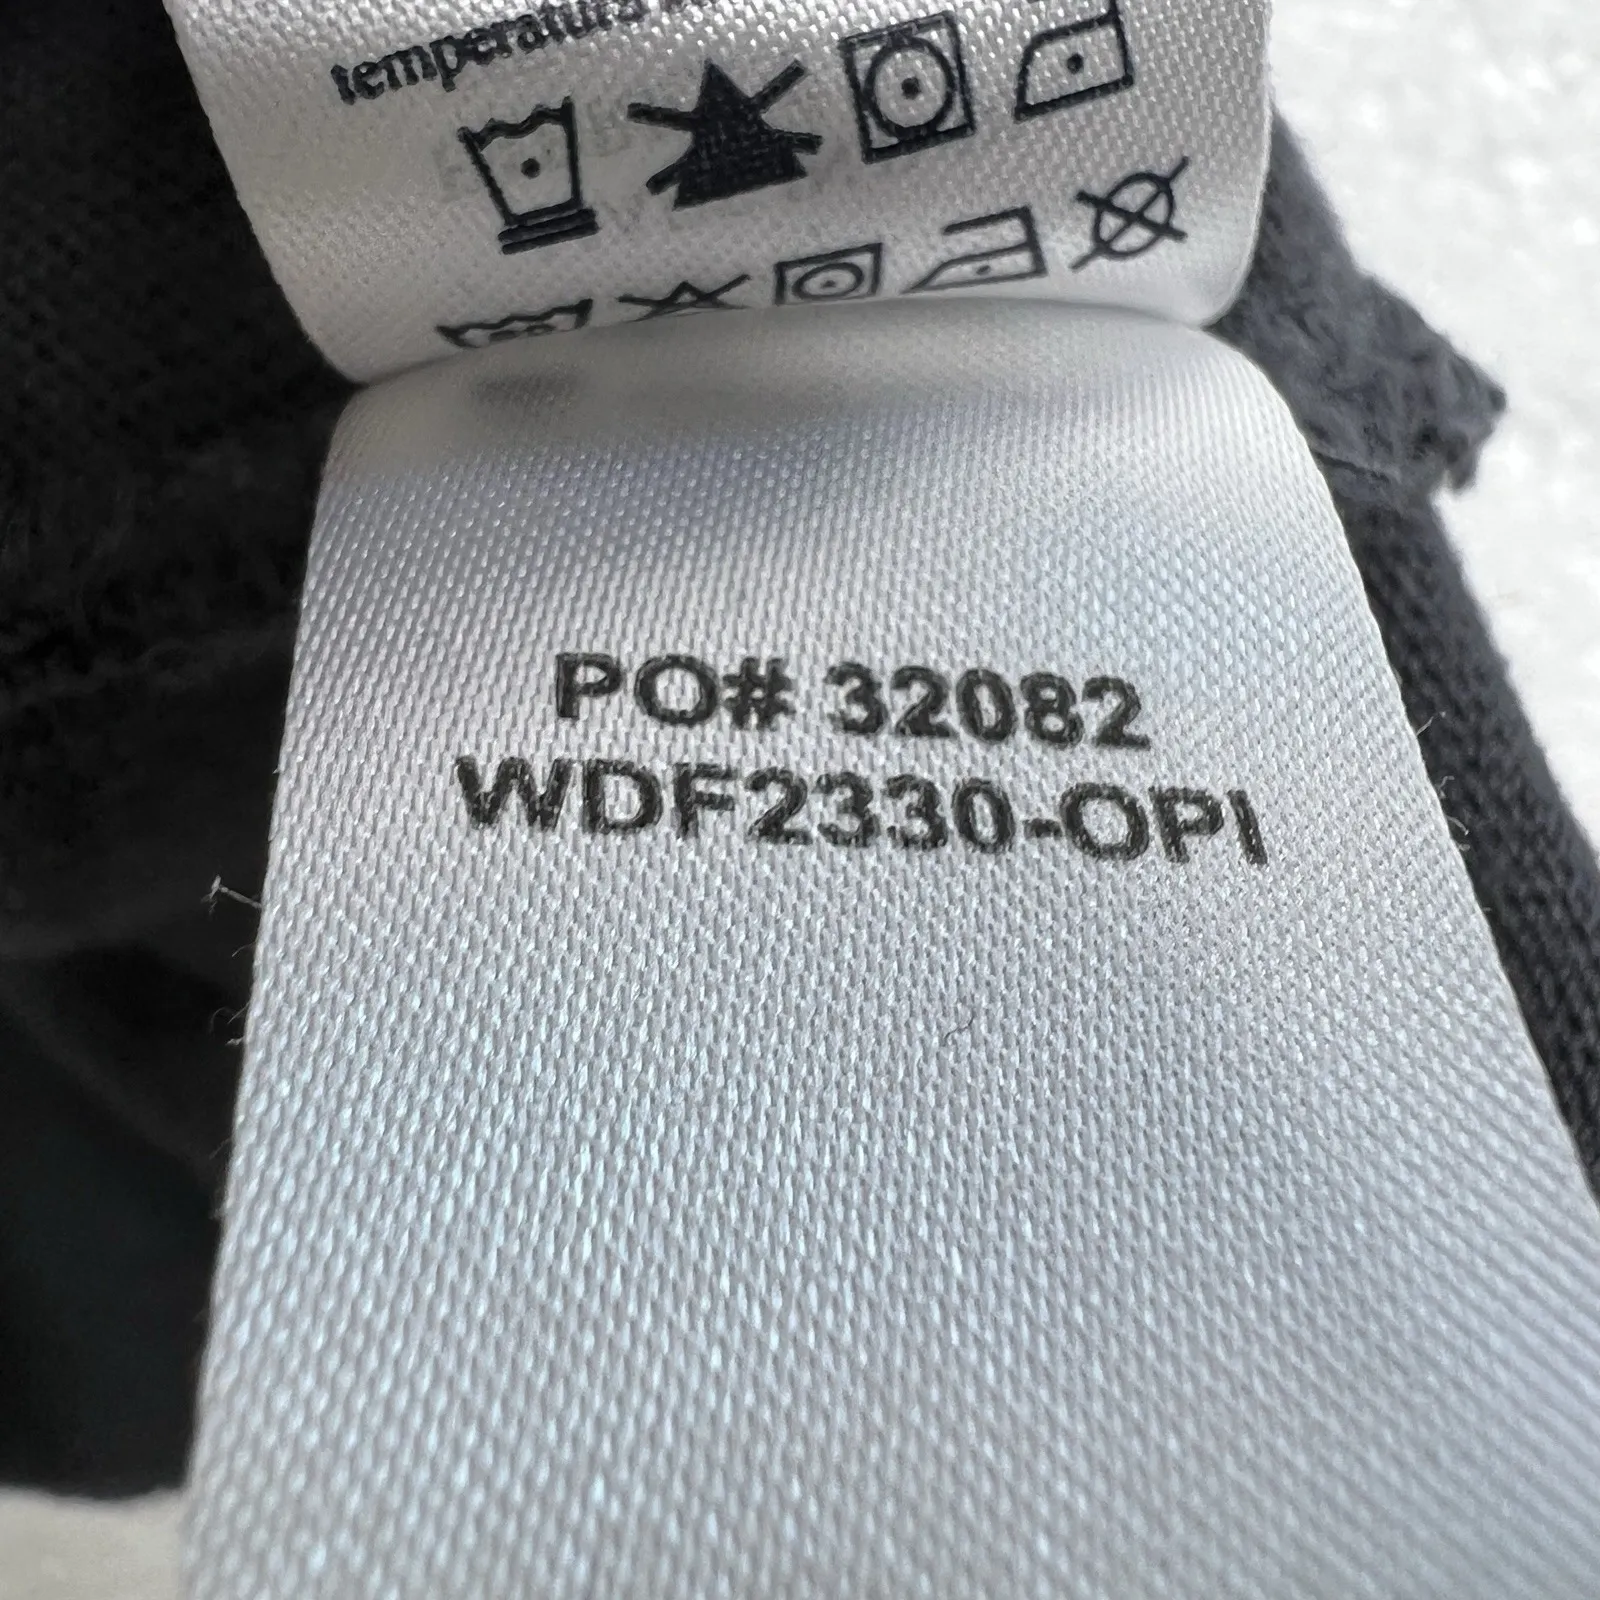 temperatura
PO# 32082
WDF2330-OPI